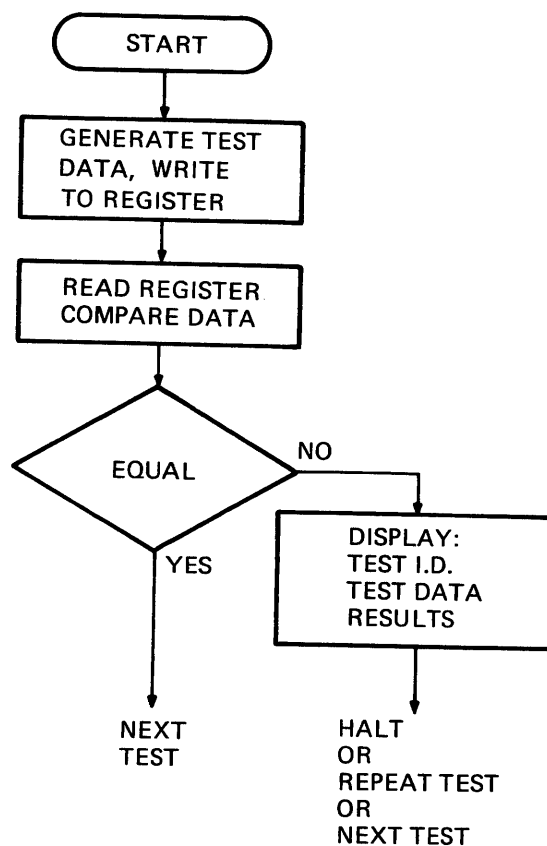 START
GENERATE TEST
DATA, WRITE
TO REGISTER
READ REGISTER
COMPARE DATA
EQUAL
NO
YES
DISPLAY:
TEST I.D.
TEST DATA
RESULTS
NEXT
TEST
HALT
OR
REPEAT TEST
OR
NEXT TEST